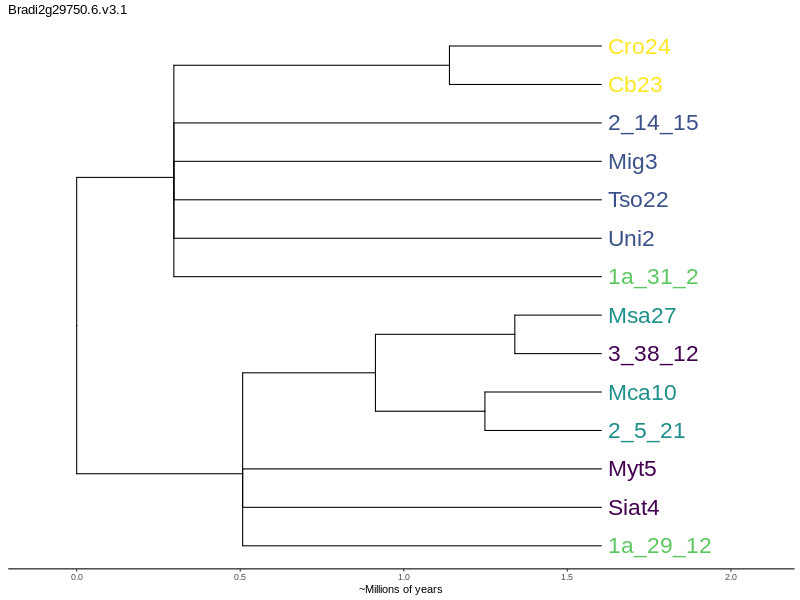 Bradi2g29750.6.v3.1
Cro24
Cb23
2_14_15
Mig3
Tso22
Uni2
1a_31_2
Msa27
3_38_12
Mca10
2_5_21
Myt5
Siat4
1a_29_12
0.0 0.5 1.0 1.5 2.0
~Millions of years